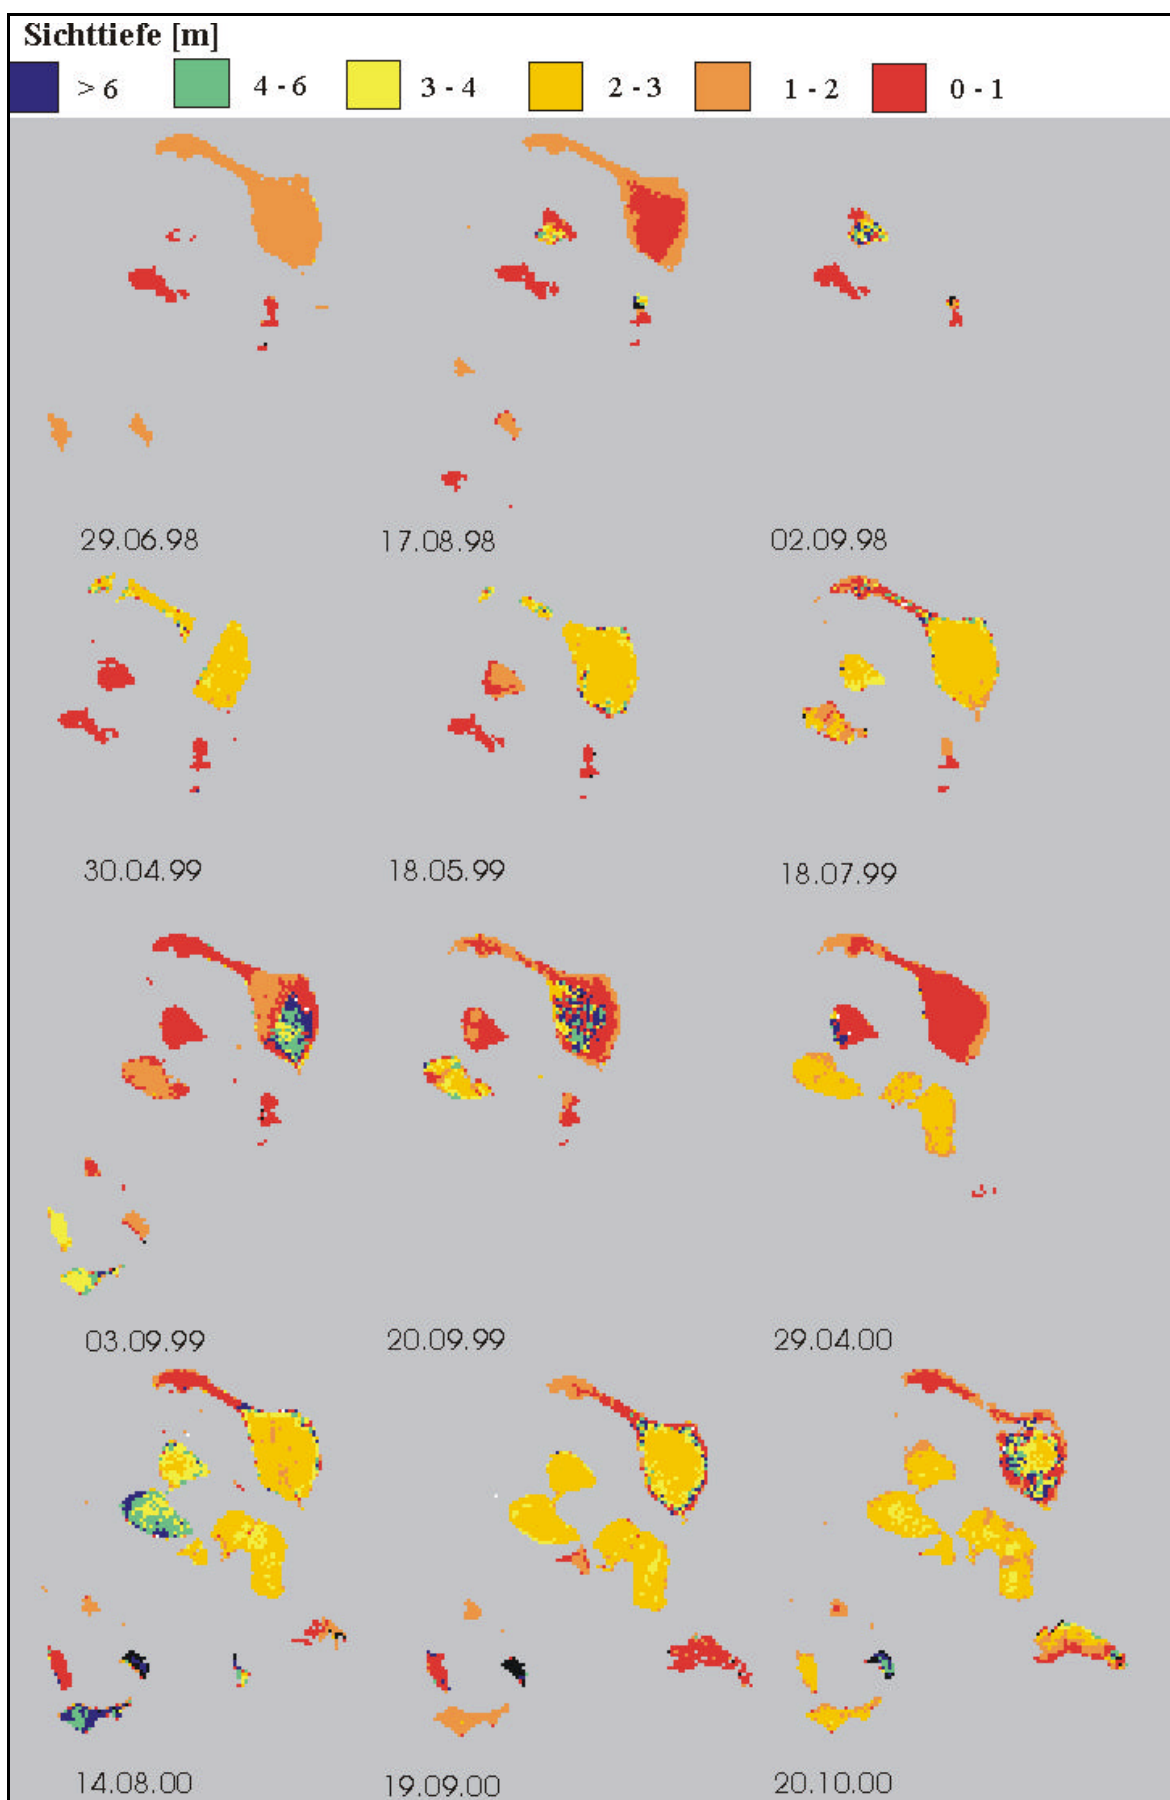 Sichttiefe [m]
> 6 4 - 6 3 - 4 2 - 3 1 - 2 0 - 1
29.06.98 17.08.98 02.09.98
30.04.99 18.05.99 18.07.99
03.09.99 20.09.99 29.04.00
14.08.00 19.09.00 20.10.00